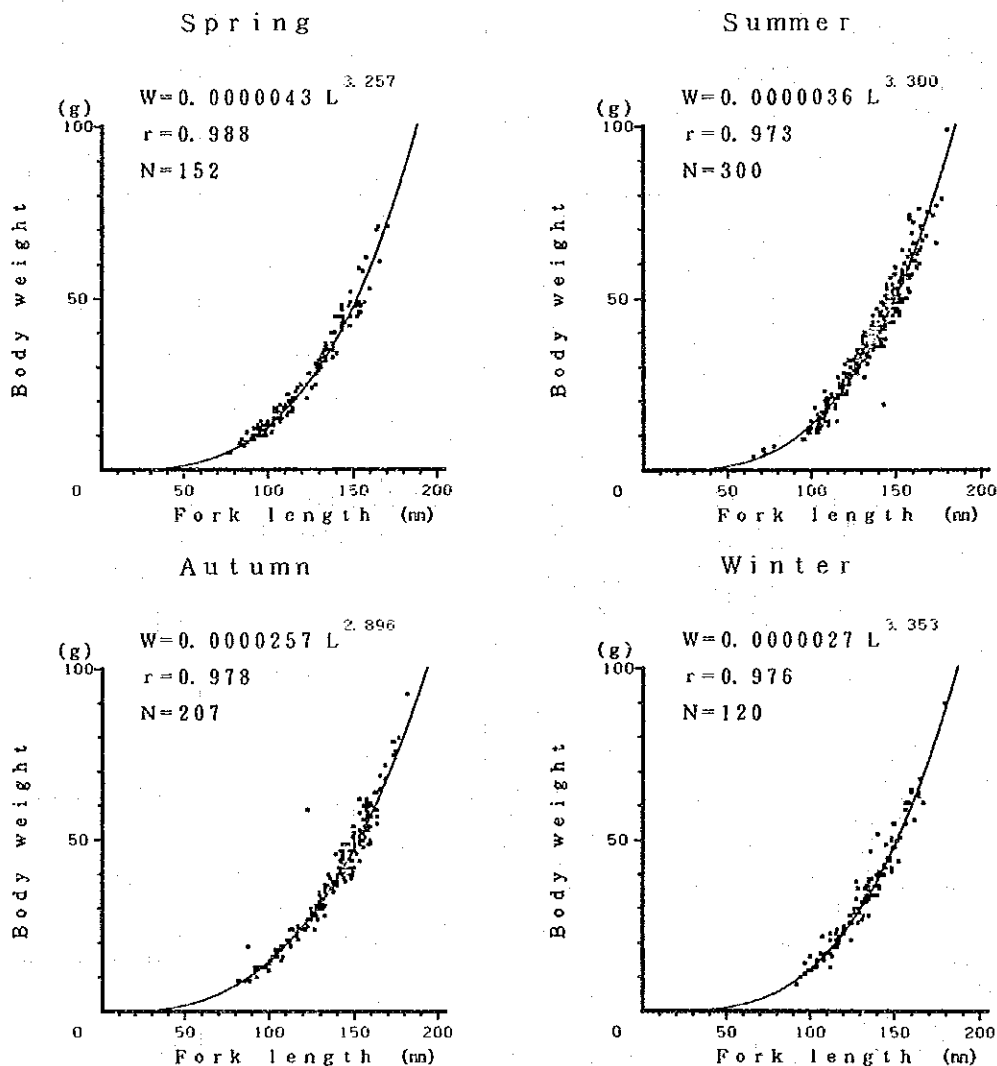 Spring
W=0.0000043 L^3.257
r=0.988
N=152
(g)
100
50
0
Body weight
50 100 150 200
Fork length (mm)
Summer
W=0.0000036 L^3.300
r=0.973
N=300
(g)
100
50
0
Body weight
50 100 150 200
Fork length (mm)
Autumn
W=0.0000257 L^2.896
r=0.978
N=207
(g)
100
50
0
Body weight
50 100 150 200
Fork length (mm)
Winter
W=0.0000027 L^3.353
r=0.976
N=120
(g)
100
50
0
Body weight
50 100 150 200
Fork length (mm)